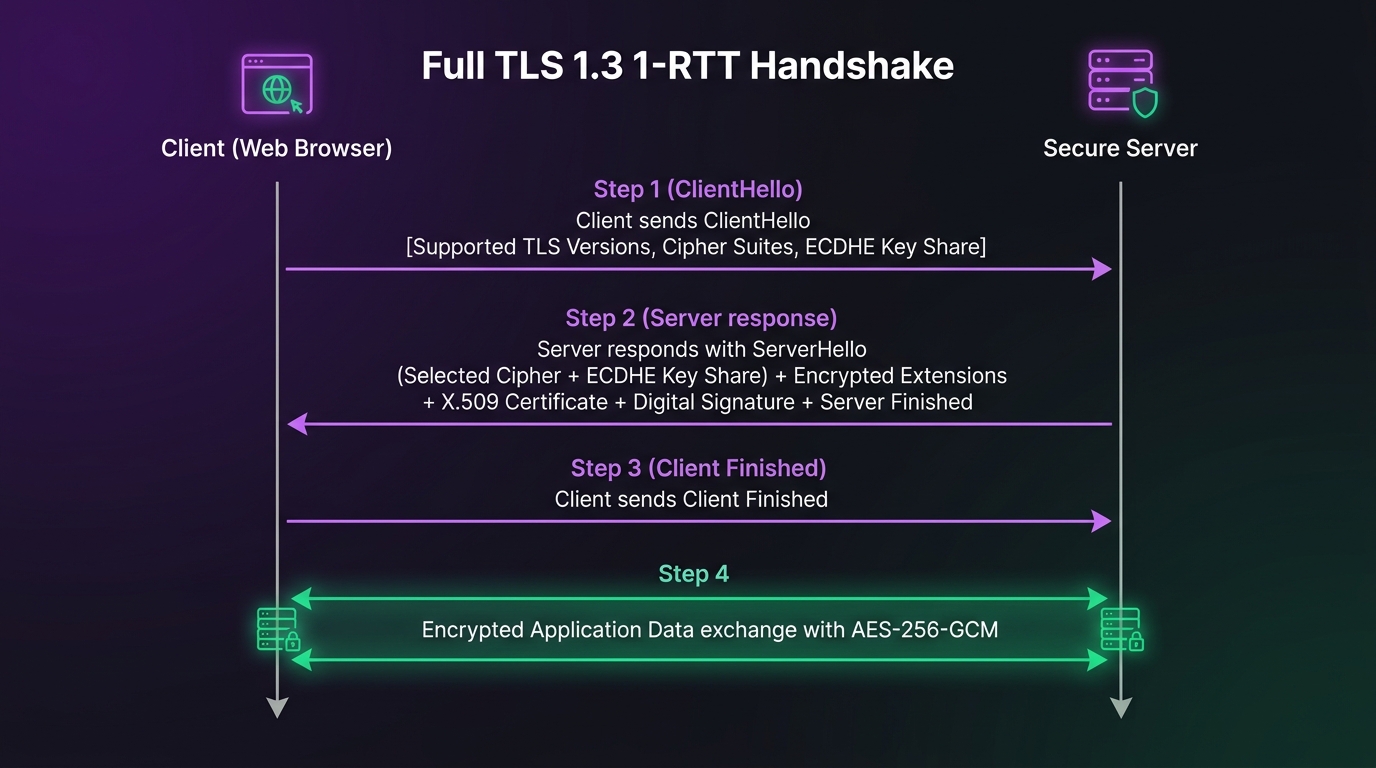 Full TLS 1.3 1-RTT Handshake
Client (Web Browser)
Secure Server
Step 1 (ClientHello)
Client sends ClientHello
[Supported TLS Versions, Cipher Suites, ECDHE Key Share]
Step 2 (Server response)
Server responds with ServerHello
(Selected Cipher + ECDHE Key Share) + Encrypted Extensions
+ X.509 Certificate + Digital Signature + Server Finished
Step 3 (Client Finished)
Client sends Client Finished
Step 4
Encrypted Application Data exchange with AES-256-GCM